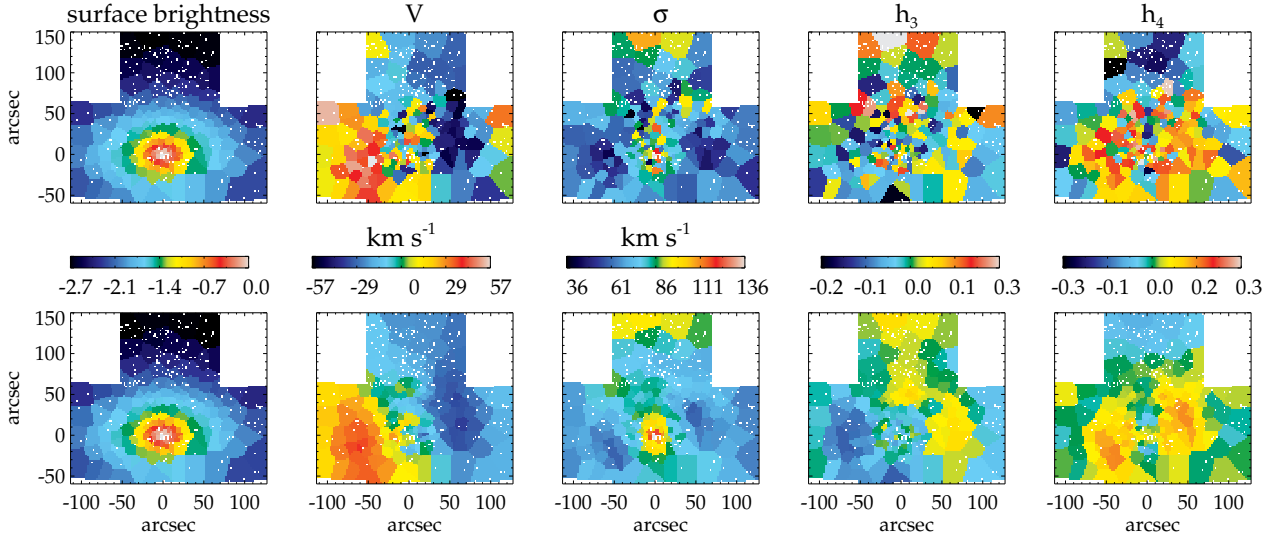 surface brightness V σ h₃ h₄
150
100
50
0
-50
arcsec
km s⁻¹ km s⁻¹
-2.7 -2.1 -1.4 -0.7 0.0
-57 -29 0 29 57
36 61 86 111 136
-0.2 -0.1 0.0 0.1 0.3
-0.3 -0.1 0.0 0.2 0.3
150
100
50
0
-50
arcsec
-100 -50 0 50 100
-100 -50 0 50 100
-100 -50 0 50 100
-100 -50 0 50 100
-100 -50 0 50 100
arcsec arcsec arcsec arcsec arcsec